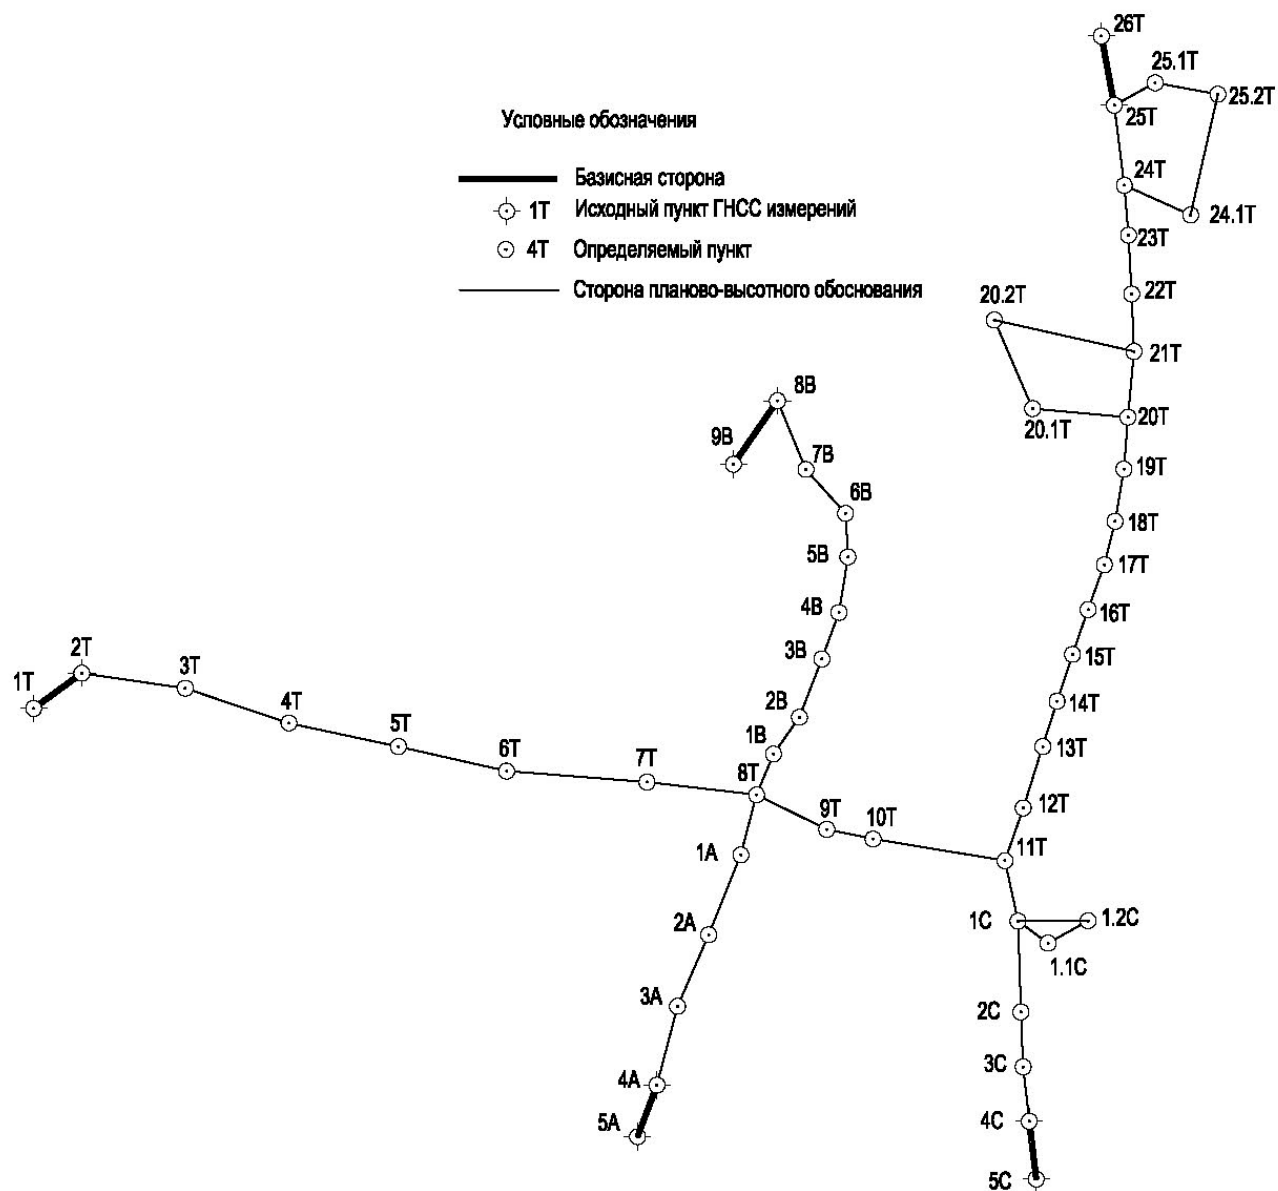 26Т
25.1Т
25.2Т
25Т
Условные обозначения
Базисная сторона
1Т Исходный пункт ГНСС измерений
4Т Определяемый пункт
Сторона планово-высотного обоснования
24Т
24.1Т
23Т
22Т
20.2Т
21Т
20Т
20.1Т
8В
9В
7В
19Т
6В
18Т
5В
17Т
4В
16Т
3В
15Т
2Т
1Т
3Т
4Т
5Т
6Т
7Т
8Т
2В
1В
14Т
13Т
12Т
9Т
10Т
11Т
1А
2А
1С
1.2С
1.1С
3А
2С
3С
4А
5А
4С
5С